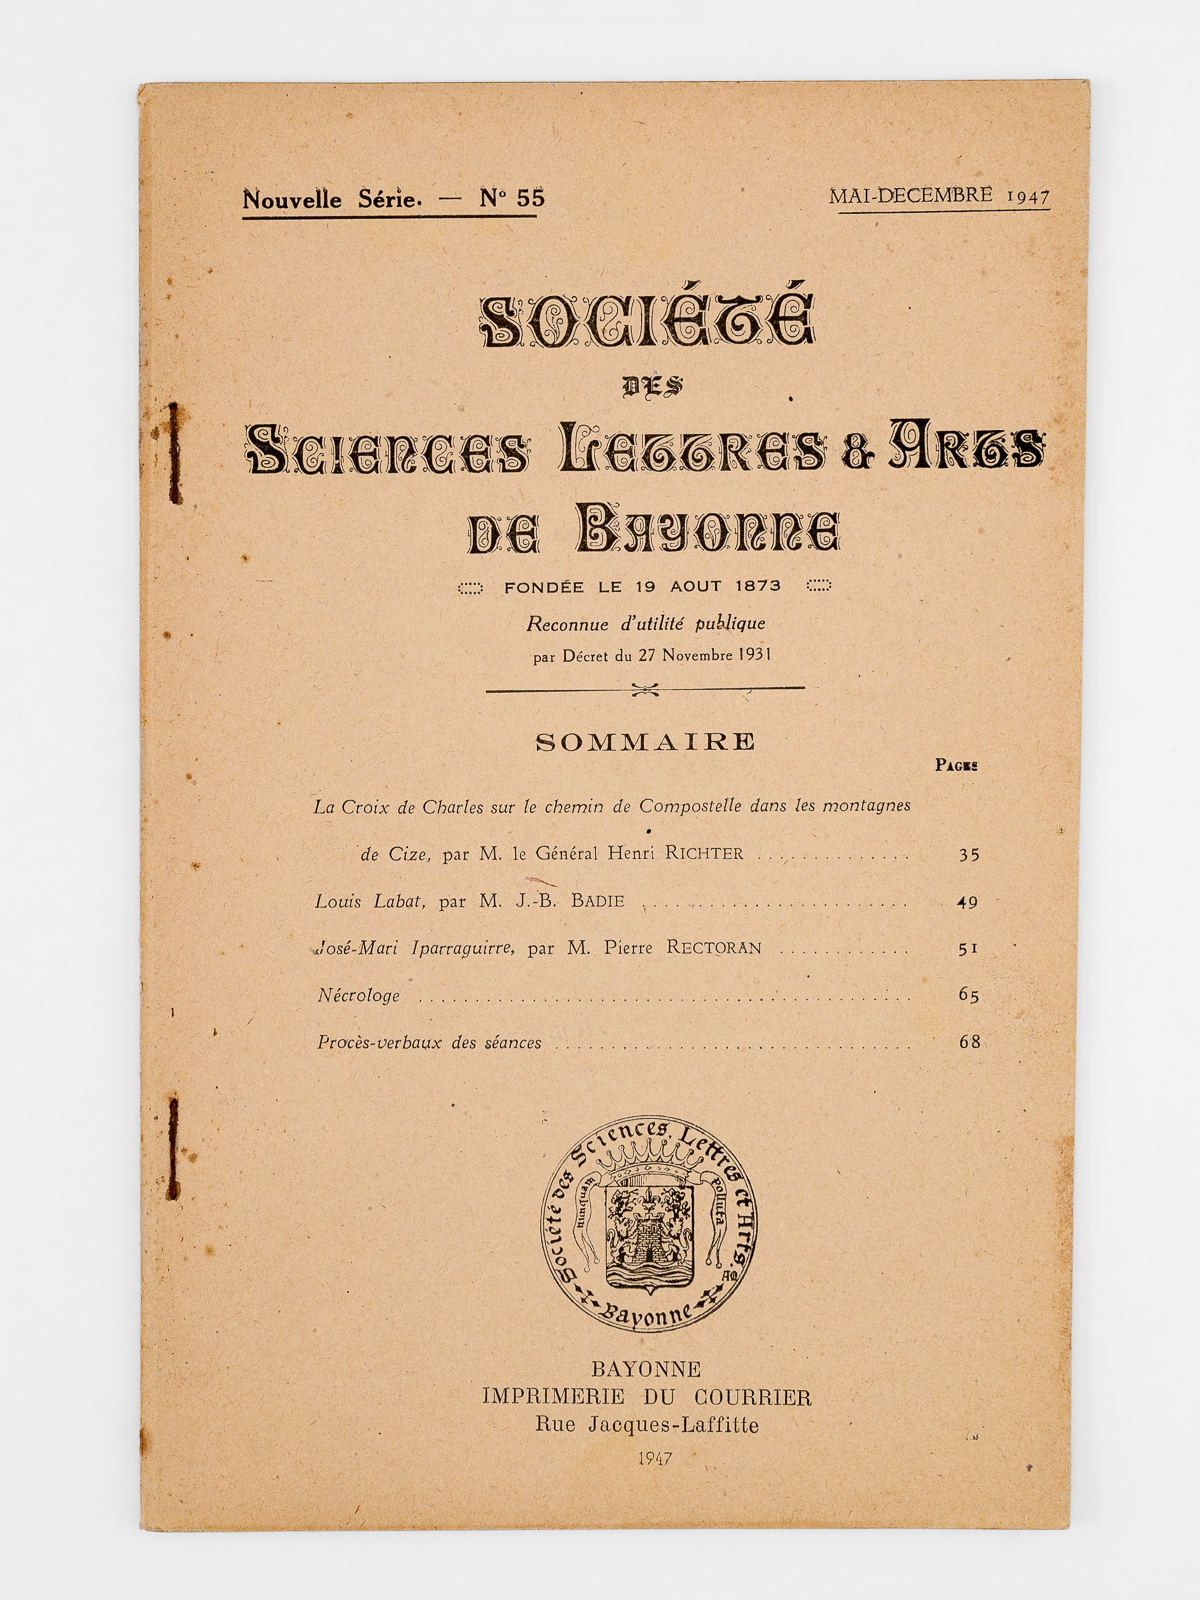 Nouvelle Série. — N° 55
MAI-DECEMBRE 1947
SOCIÉTÉ
DES
SCIENCES LETTRES & ARTS
DE BAYONNE
FONDÉE LE 19 AOUT 1873
Reconnue d'utilité publique
par Décret du 27 Novembre 1931
SOMMAIRE
PAGES
La Croix de Charles sur le chemin de Compostelle dans les montagnes
de Cize, par M. le Général Henri RICHTER .............. 35
Louis Labat, par M. J.-B. BADIE ........................ 49
José-Mari Iparraguirre, par M. Pierre RECTORAN ............ 51
Nécrologe ............................................ 65
Procès-verbaux des séances ................................ 68
Société des Sciences, Lettres et Arts.
nunquam
polluta
AQ
Bayonne
BAYONNE
IMPRIMERIE DU COURRIER
Rue Jacques-Laffitte
1947